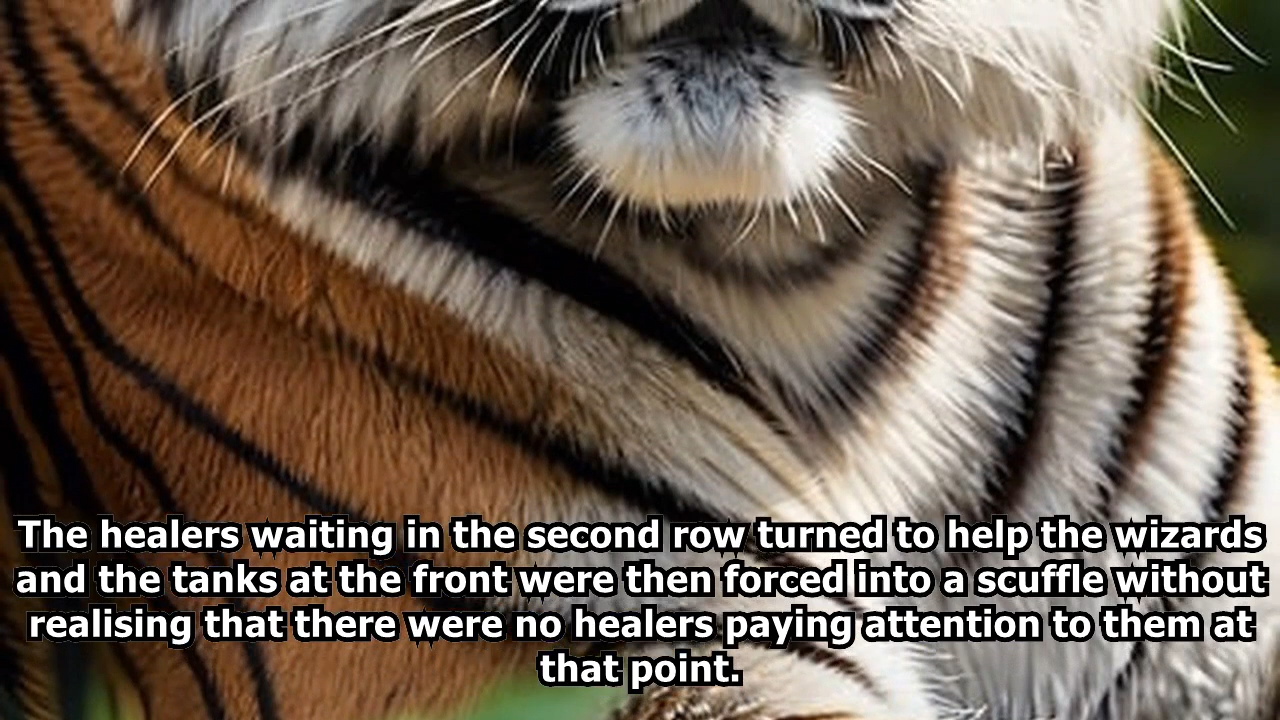 The healers waiting in the second row turned to help the wizards
and the tanks at the front were then forced into a scuffle without
realising that there were no healers paying attention to them at
that point.